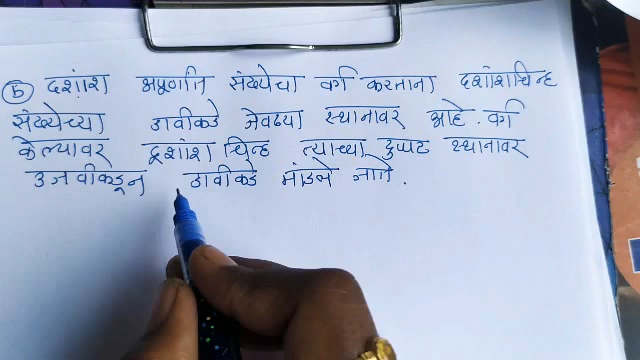 5 दशांश अपूर्णांत संख्येचा वर्ग करताना दशांशचिन्ह
संख्येच्या डावीकडे जेवढ्या स्थानावर आहे. वर्ग
केल्यावर दशांश चिन्ह त्याच्या दुप्पट स्थानावर
उजवीकडून डावीकडे मांडले जाते.